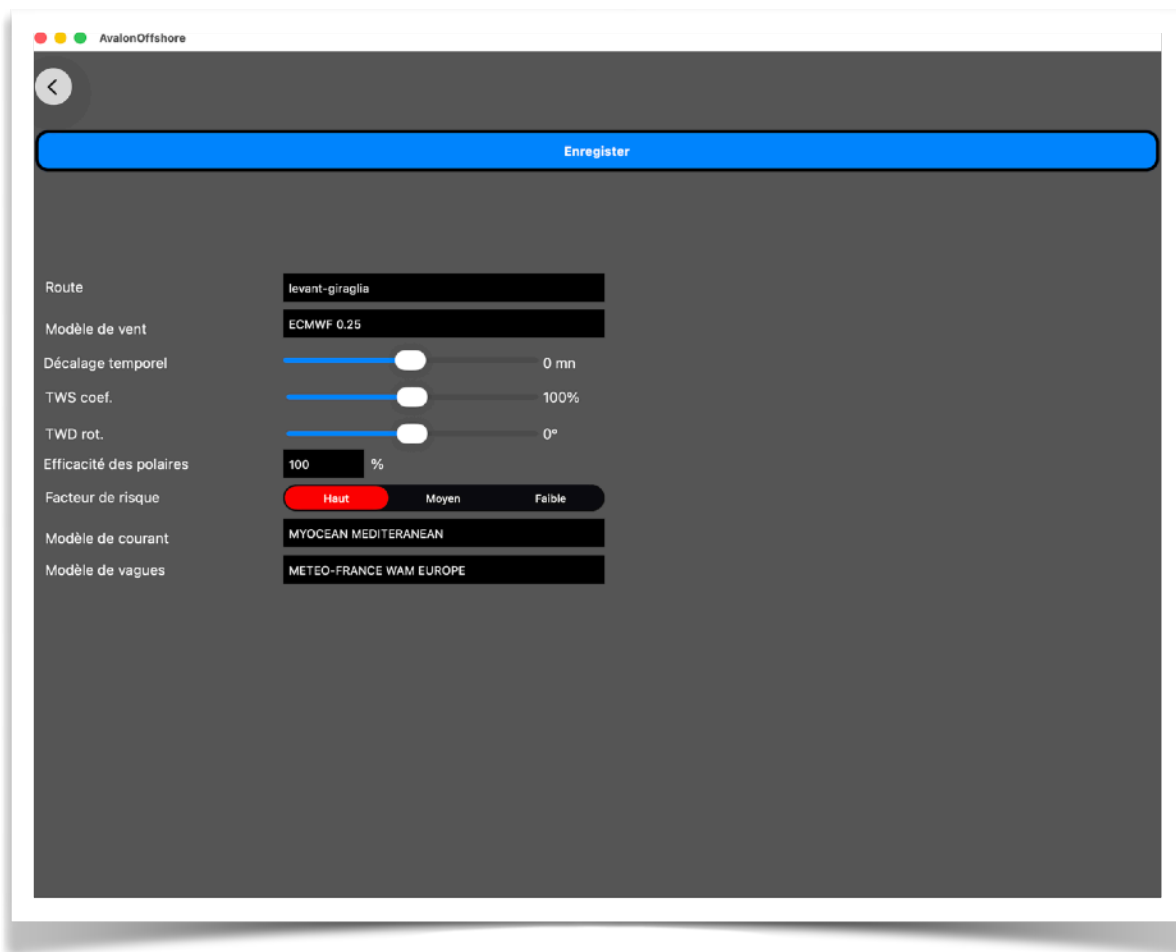 AvalonOffshore
Enregister
Route levant-giraglia
Modèle de vent ECMWF 0.25
Décalage temporel 0 mn
TWS coef. 100%
TWD rot. 0°
Efficacité des polaires 100 %
Facteur de risque Haut Moyen Faible
Modèle de courant MYOCEAN MEDITERANEAN
Modèle de vagues METEO-FRANCE WAM EUROPE